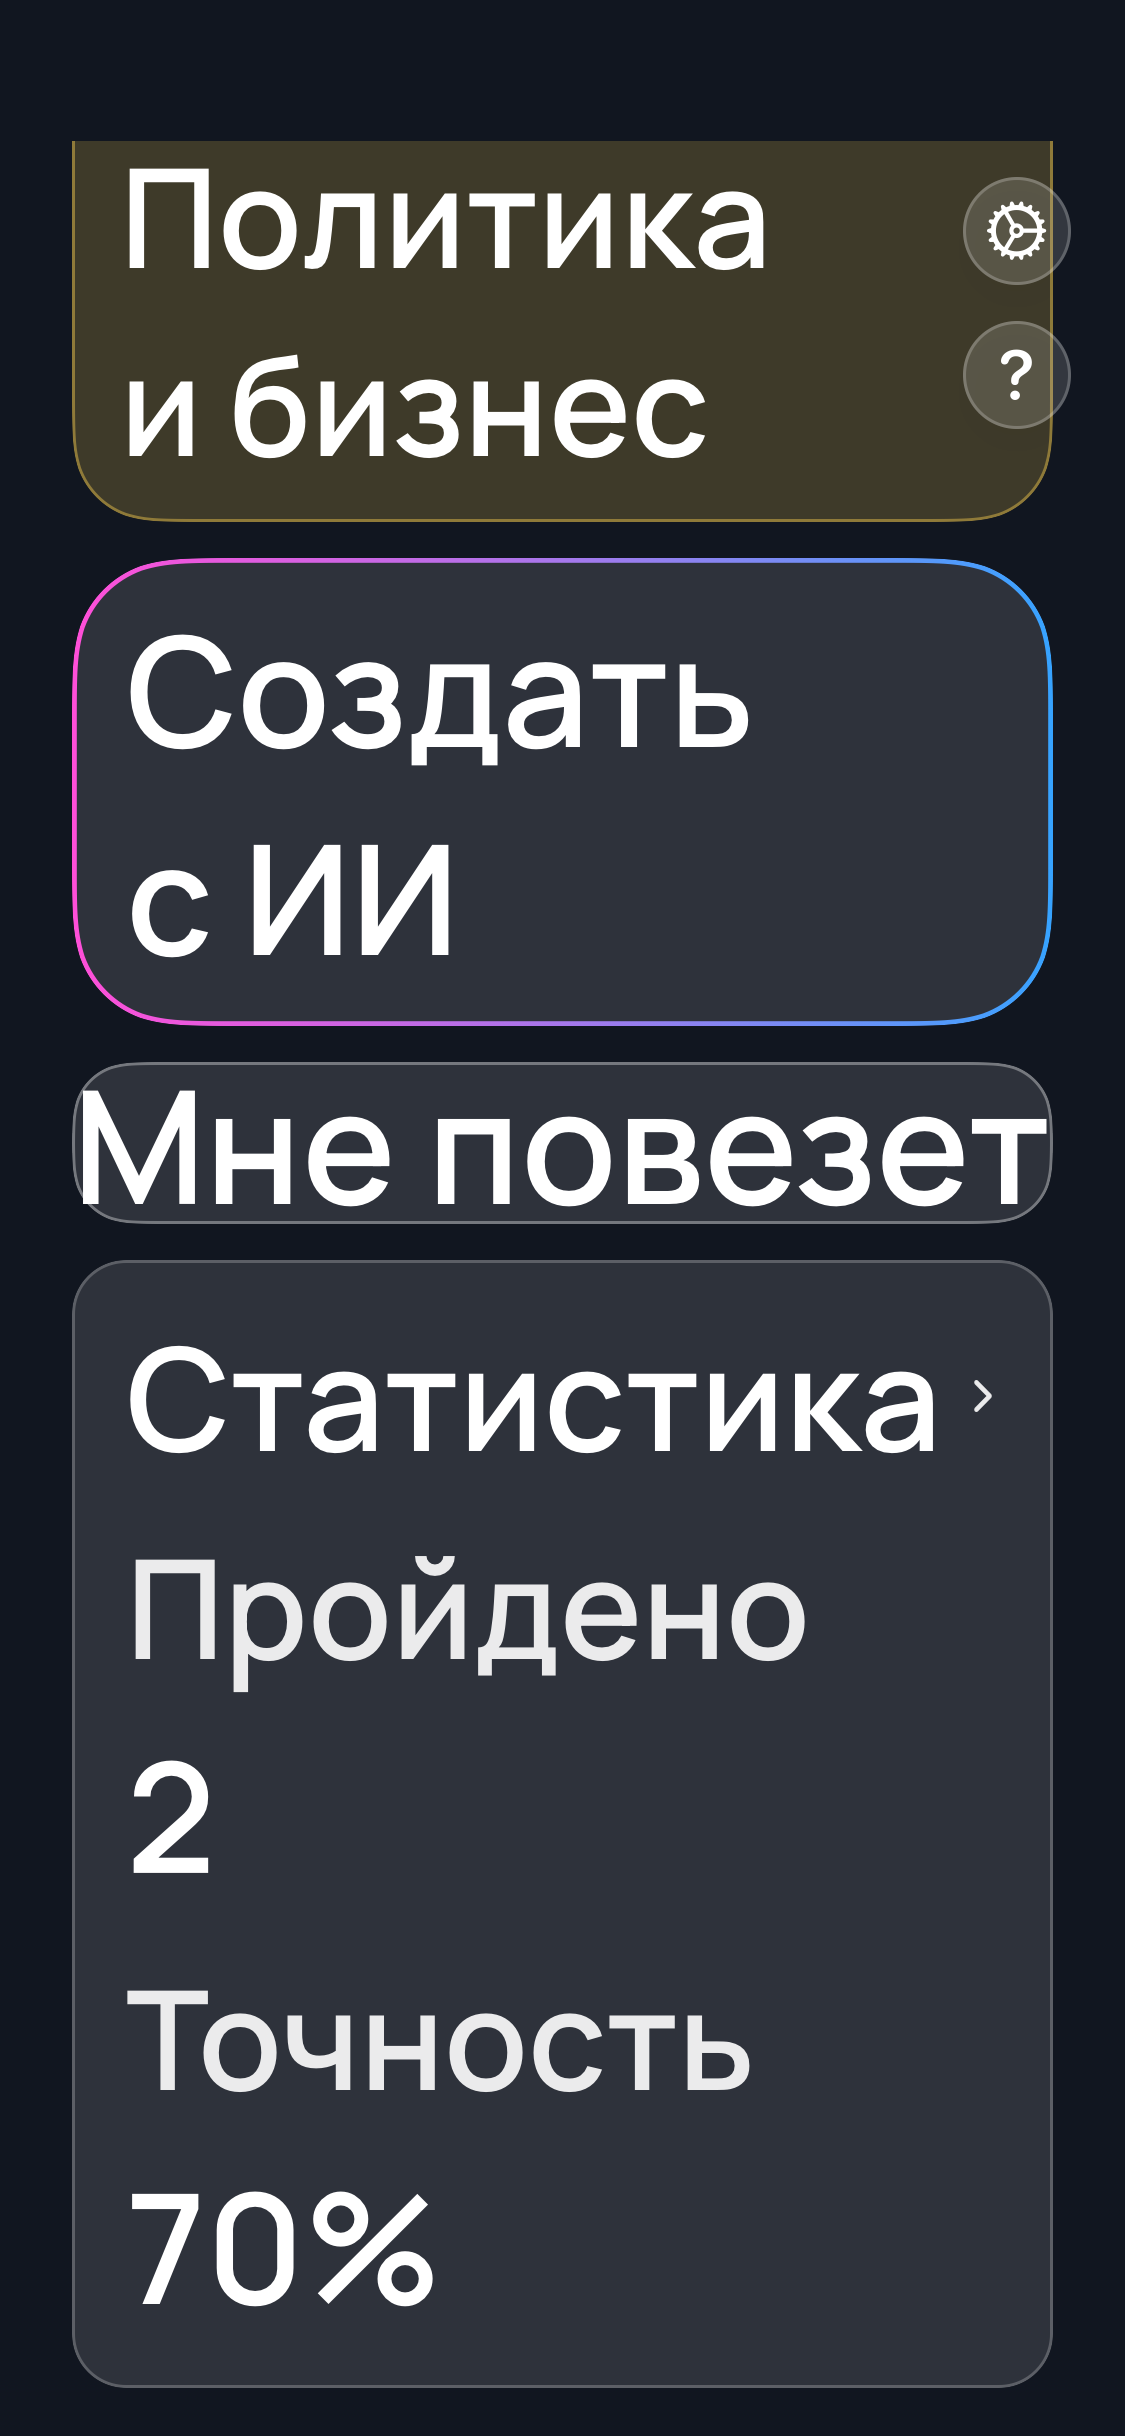 Политика
и бизнес
?
Создать
с ИИ
Мне повезет
Статистика
Пройдено
2
Точность
70%